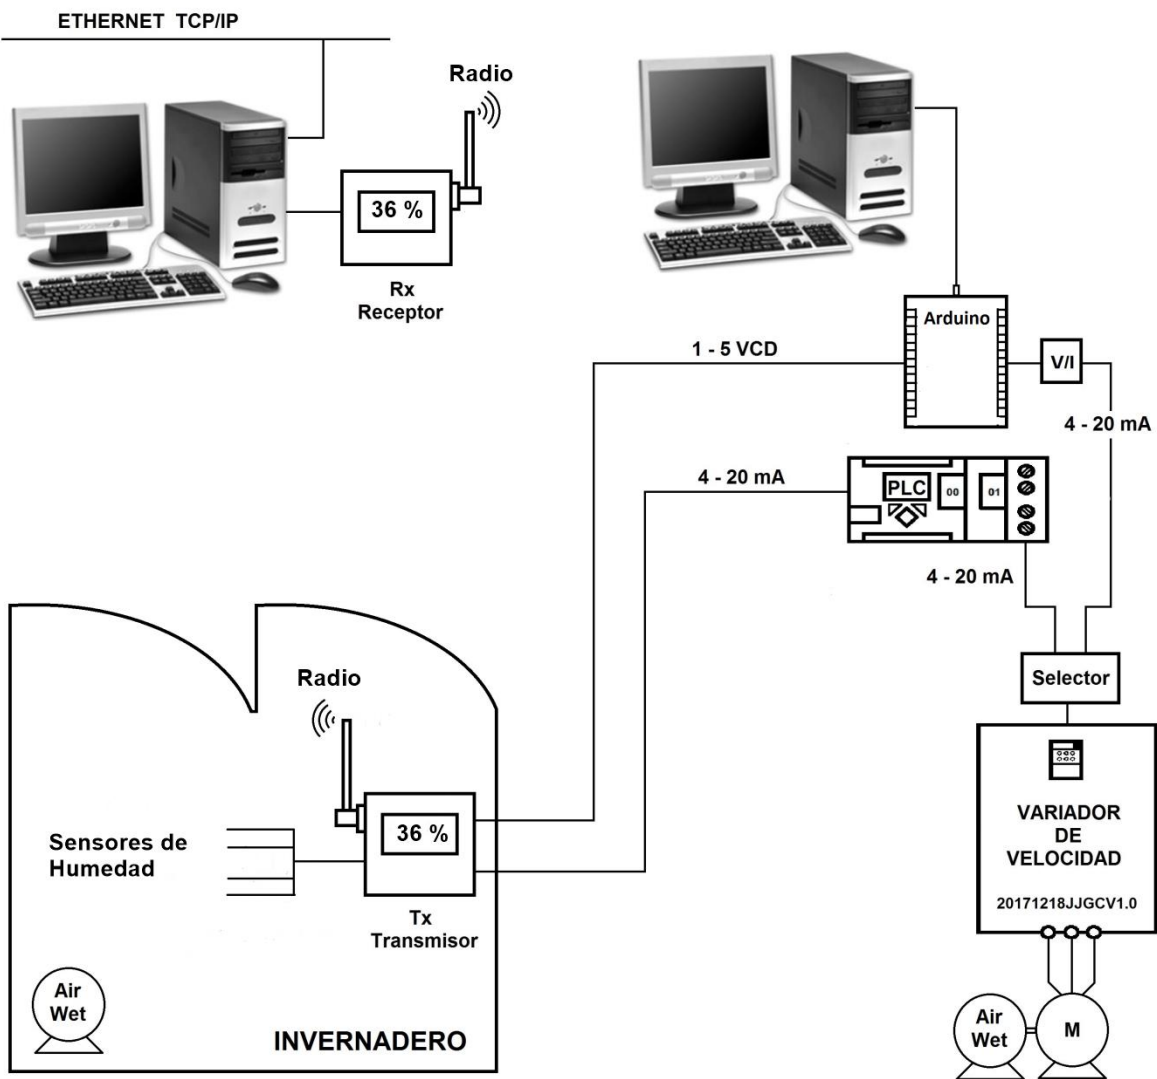 ETHERNET TCP/IP
Radio
36 %
Rx
Receptor
Arduino
1 - 5 VCD
V/I
4 - 20 mA
4 - 20 mA
PLC
00
01
4 - 20 mA
Selector
VARIADOR
DE
VELOCIDAD
20171218JJGCV1.0
Air
Wet
M
Radio
36 %
Sensores de
Humedad
Tx
Transmisor
Air
Wet
INVERNADERO